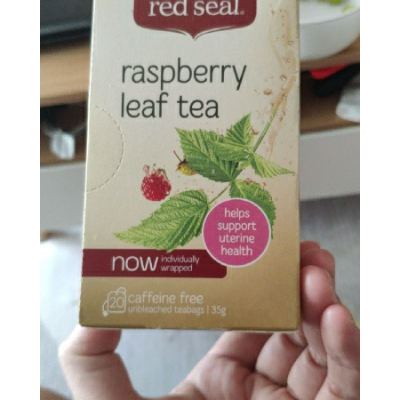 red seal®
raspberry
leaf tea
helps
support
uterine
health
now individually
wrapped
20 caffeine free
unbleached teabags | 35g